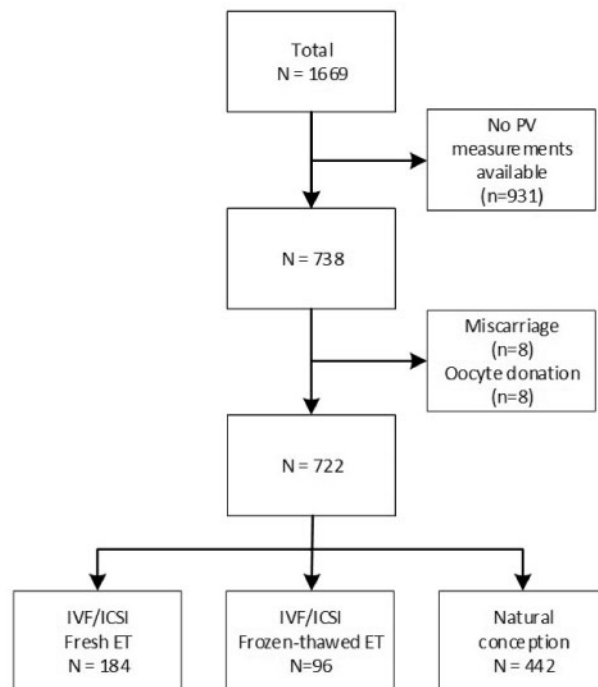 Total
N = 1669
No PV
measurements
available
(n=931)
N = 738
Miscarriage
(n=8)
Oocyte donation
(n=8)
N = 722
IVF/ICSI
Fresh ET
N = 184
IVF/ICSI
Frozen-thawed ET
N=96
Natural
conception
N = 442